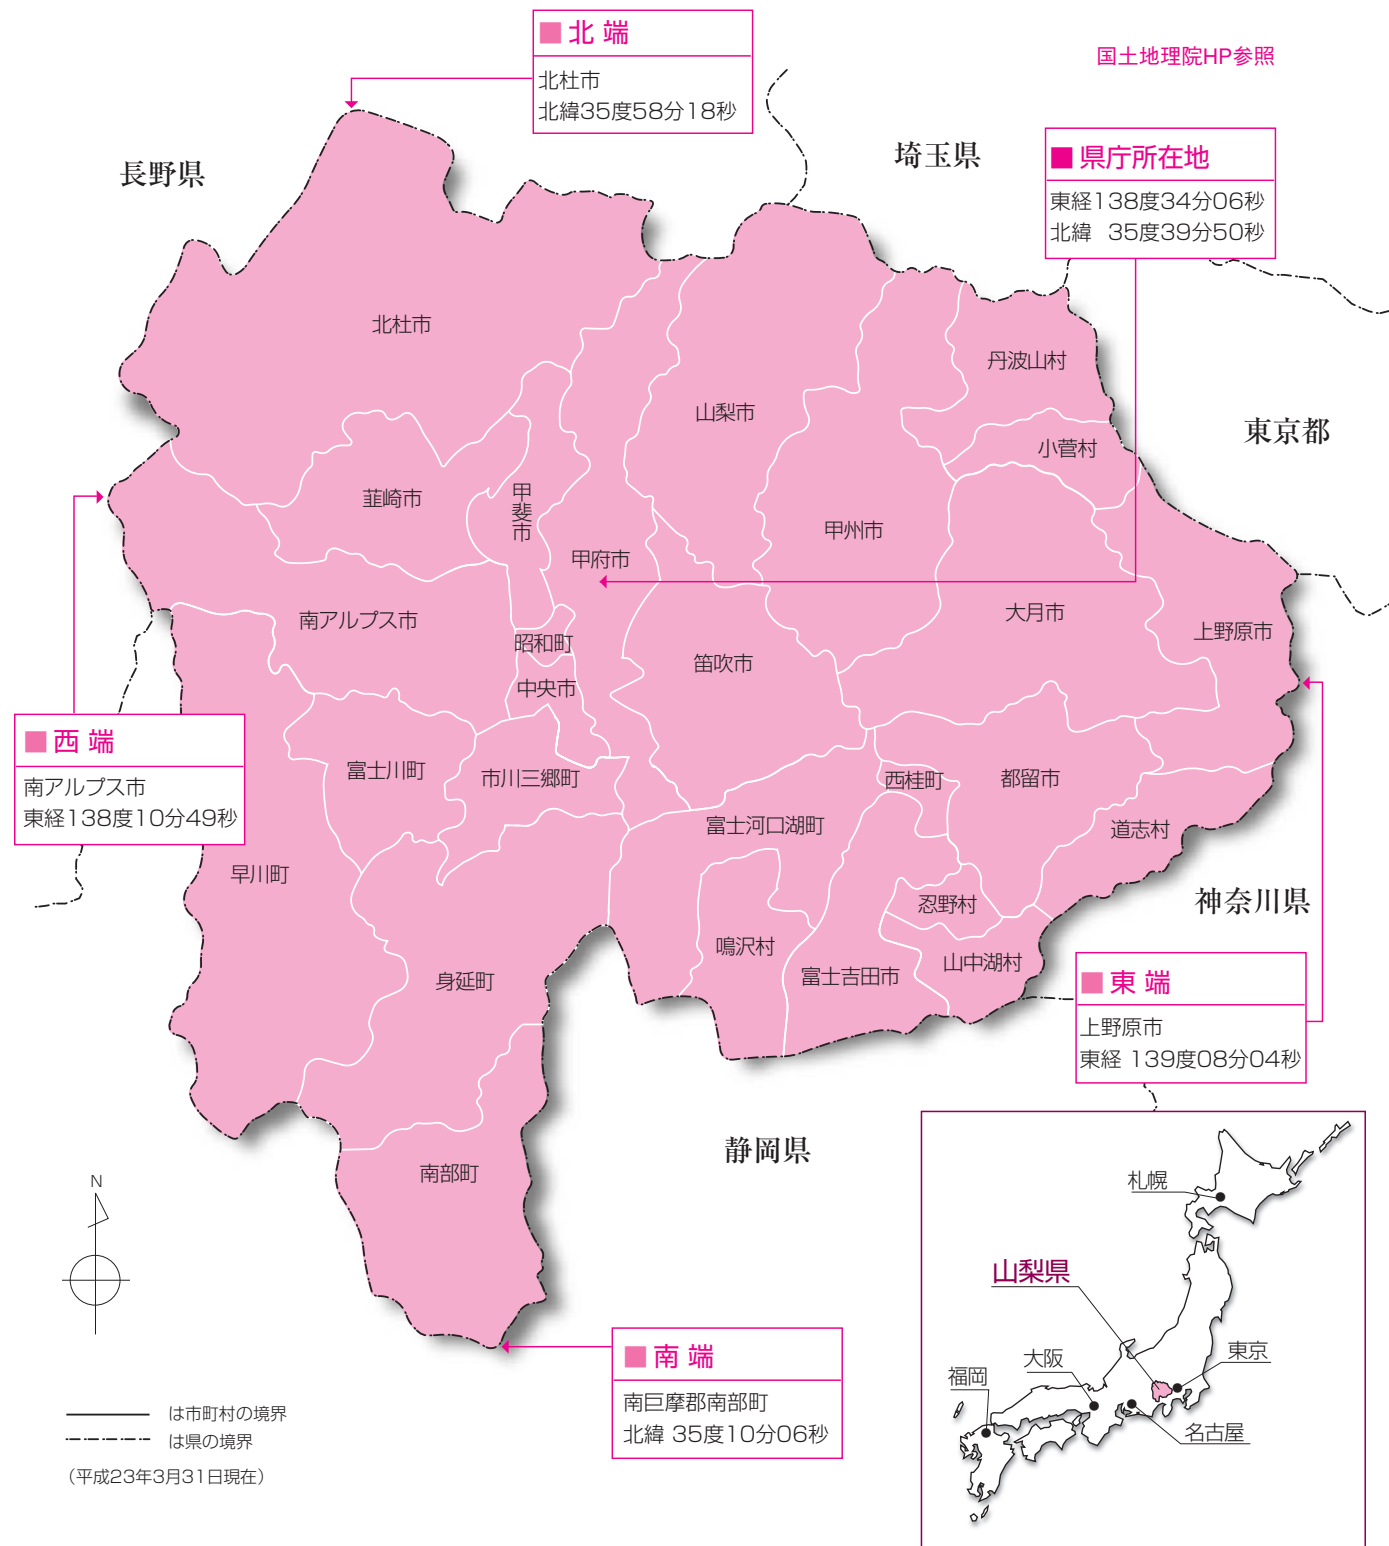 ■ 北 端
北杜市
北緯35度58分18秒
国土地理院HP参照
長野県
埼玉県
■ 県庁所在地
東経138度34分06秒
北緯 35度39分50秒
北杜市
丹波山村
山梨市
東京都
小菅村
韮崎市
甲斐市
甲州市
甲府市
南アルプス市
大月市
上野原市
昭和町
笛吹市
中央市
■ 西 端
南アルプス市
東経138度10分49秒
富士川町
市川三郷町
西桂町
都留市
富士河口湖町
道志村
早川町
忍野村
神奈川県
鳴沢村
山中湖村
身延町
富士吉田市
■ 東 端
上野原市
東経 139度08分04秒
静岡県
南部町
N
札幌
山梨県
東京
大阪
福岡
名古屋
■ 南 端
南巨摩郡南部町
北緯 35度10分06秒
は市町村の境界
は県の境界
（平成23年3月31日現在）